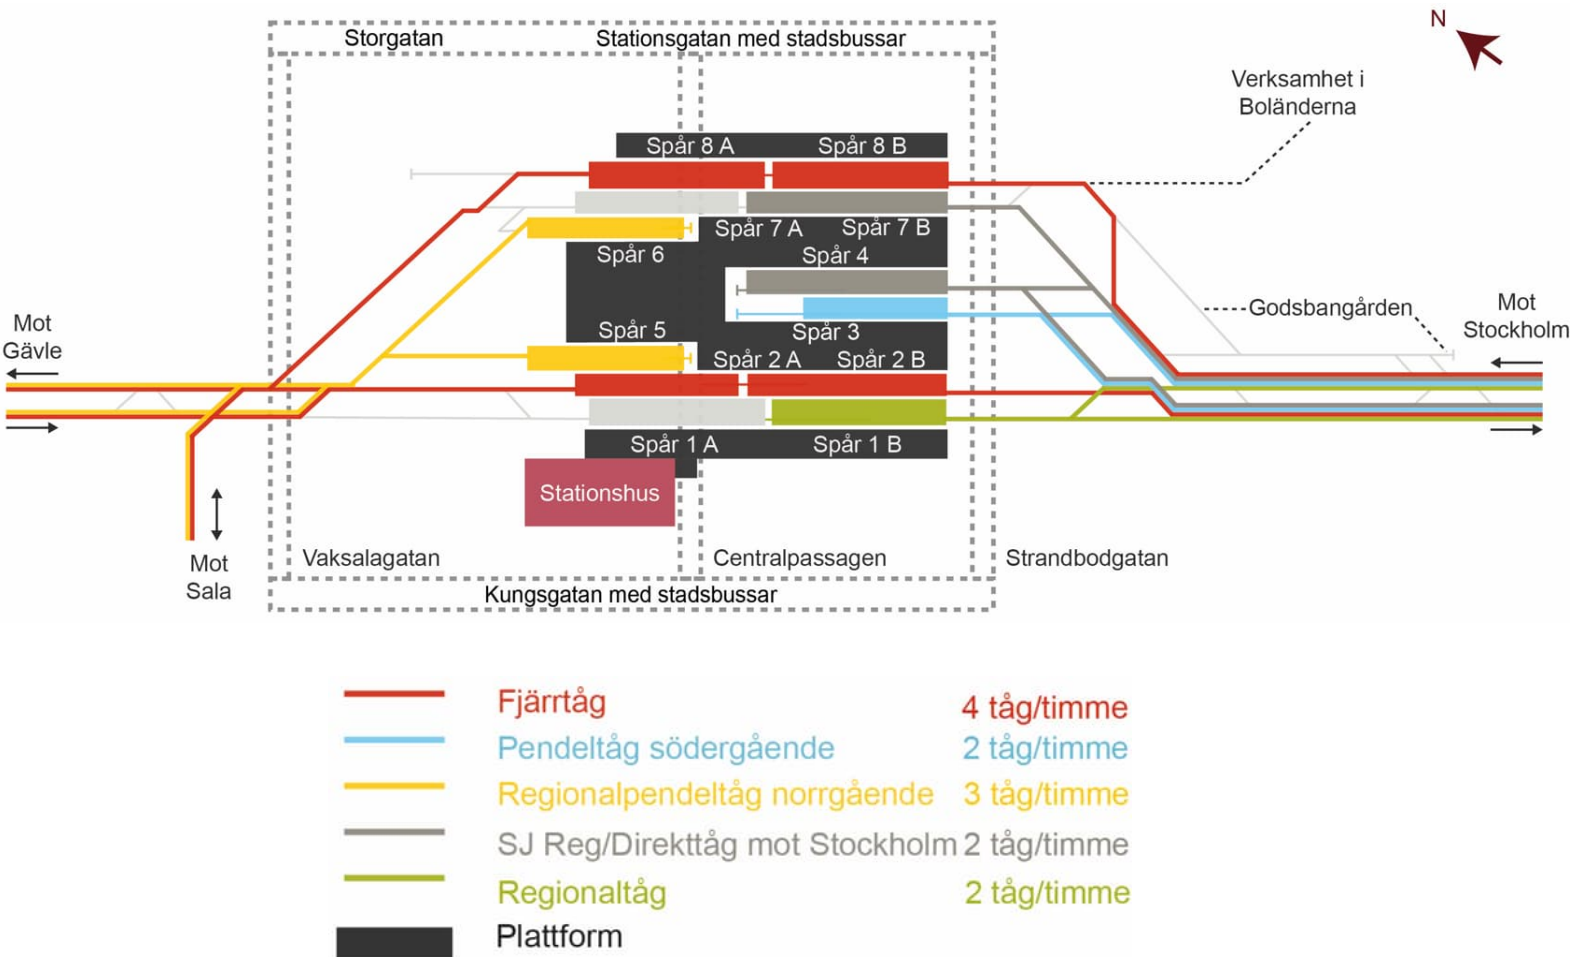 N
Storgatan
Stationsgatan med stadsbussar
Verksamhet i
Boländerna
Spår 8 A
Spår 8 B
Spår 7 A
Spår 7 B
Spår 6
Spår 4
Godsbangården
Mot
Stockholm
Mot
Gävle
Spår 5
Spår 3
Spår 2 A
Spår 2 B
Spår 1 A
Spår 1 B
Stationshus
Mot
Sala
Vaksalagatan
Centralpassagen
Strandbodgatan
Kungsgatan med stadsbussar
Fjärrtåg 4 tåg/timme
Pendeltåg södergående 2 tåg/timme
Regionalpendeltåg norrgående 3 tåg/timme
SJ Reg/Direkttåg mot Stockholm 2 tåg/timme
Regionaltåg 2 tåg/timme
Plattform